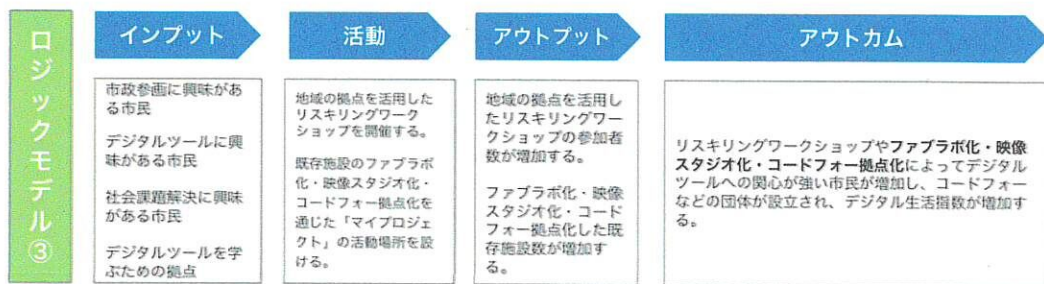 ロジックモデル③
インプット
活動
アウトプット
アウトカム
市政参画に興味があ
る市民
デジタルツールに興
味がある市民
社会課題解決に興味
がある市民
デジタルツールを学
ぶための拠点
地域の拠点を活用した
リスキリングワーク
ショップを開催する。
既存施設のファブラボ
化・映像スタジオ化・
コードフォー拠点化を
通じた「マイプロジェ
クト」の活動場所を設
ける。
地域の拠点を活用し
たリスキリングワー
クショップの参加者
数が増加する。
ファブラボ化・映像
スタジオ化・コード
フォー拠点化した既
存施設数が増加す
る。
リスキリングワークショップやファブラボ化・映像
スタジオ化・コードフォー拠点化によってデジタル
ツールへの関心が強い市民が増加し、コードフォー
などの団体が設立され、デジタル生活指数が増加す
る。